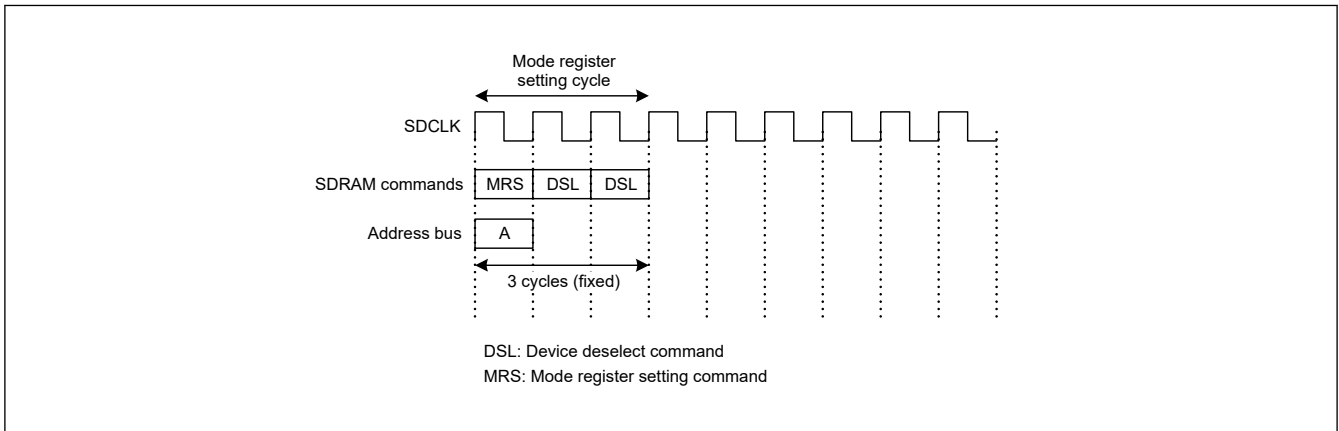 Mode register
setting cycle
SDCLK
SDRAM commands MRS DSL DSL
Address bus A
3 cycles (fixed)
DSL: Device deselect command
MRS: Mode register setting command